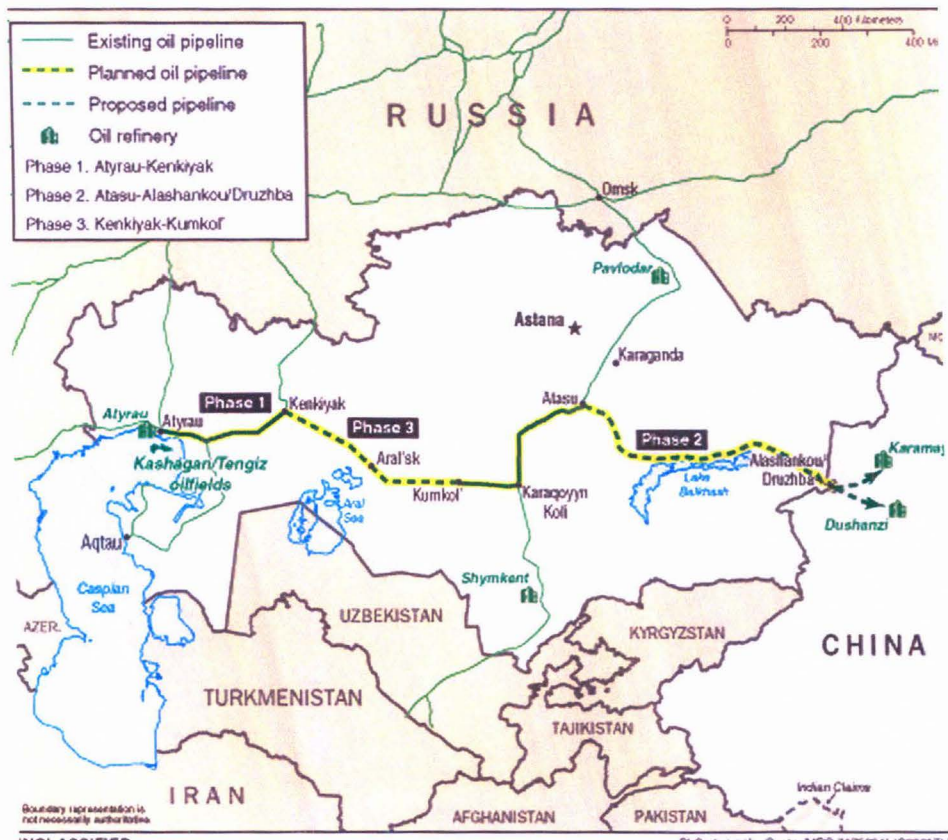 Existing oil pipeline
Planned oil pipeline
Proposed pipeline
Oil refinery
Phase 1. Atyrau-Kenkiyak
Phase 2. Atasu-Alashankou/Druzhba
Phase 3. Kenkiyak-Kumkol'
0 200 400 Kilometers
0 200 400 Mi
RUSSIA
Omsk
Pavlodar
Astana
Karaganda
Atasu
Phase 1
Kenkiyak
Atyrau
Atyrau
Phase 3
Phase 2
Kashagan/Tengiz
oilfields
Aral'sk
Kumkol'
Karaqoyyn
Koli
Lake
Balkhash
Alashankou/
Druzhba
Karamay
Dushanzi
Aral
Sea
Aqtau
Caspian
Sea
Shymkent
AZER.
UZBEKISTAN
KYRGYZSTAN
CHINA
TURKMENISTAN
TAJIKISTAN
IRAN
AFGHANISTAN
PAKISTAN
Indian Claims
Boundary representation is
not necessarily authoritative.